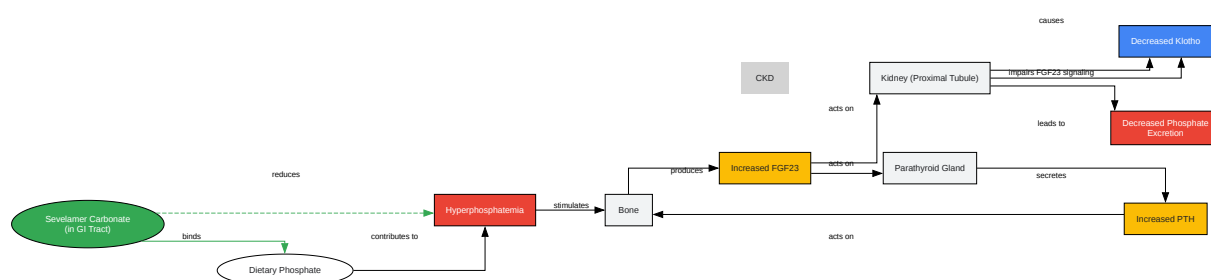 causes
Decreased Klotho
CKD
Kidney (Proximal Tubule)
impairs FGF23 signaling
acts on
leads to
Decreased Phosphate
Excretion
Increased FGF23
acts on
Parathyroid Gland
produces
secretes
reduces
Sevelamer Carbonate
(in GI Tract)
Hyperphosphatemia
stimulates
Bone
Increased PTH
binds
contributes to
acts on
Dietary Phosphate